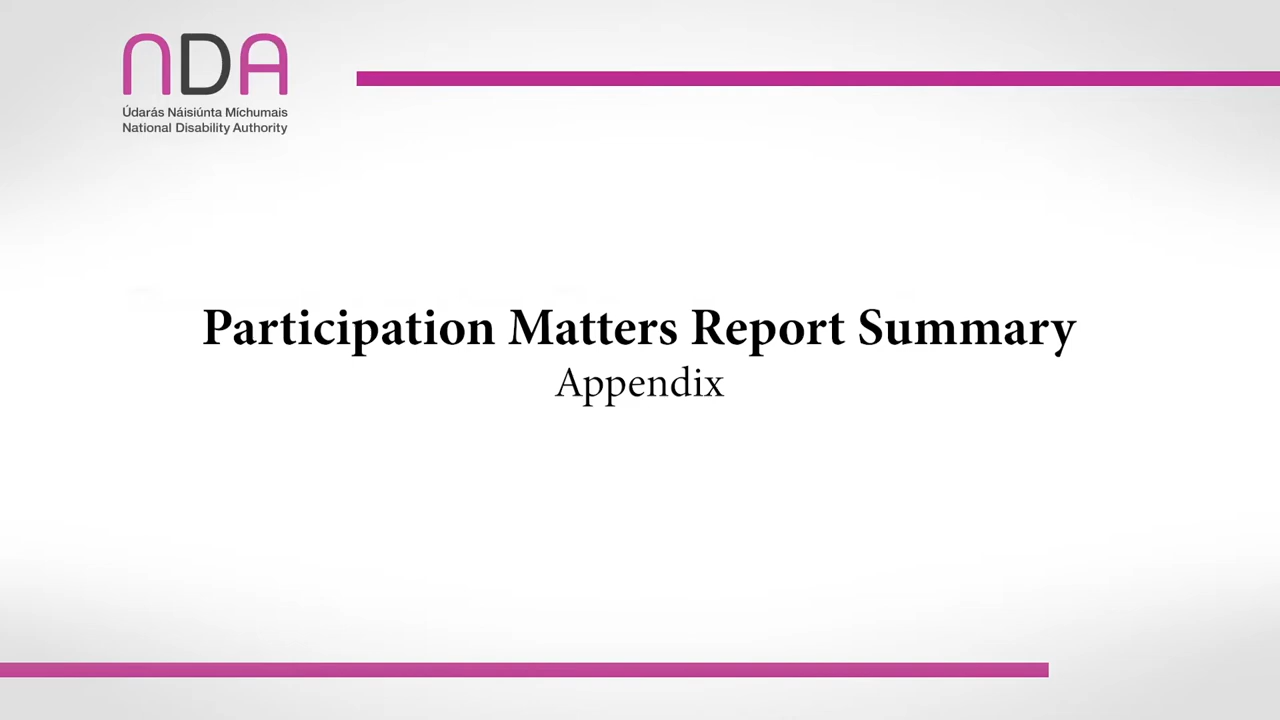 NDA
Údarás Náisiúnta Míchumais
National Disability Authority
Participation Matters Report Summary
Appendix